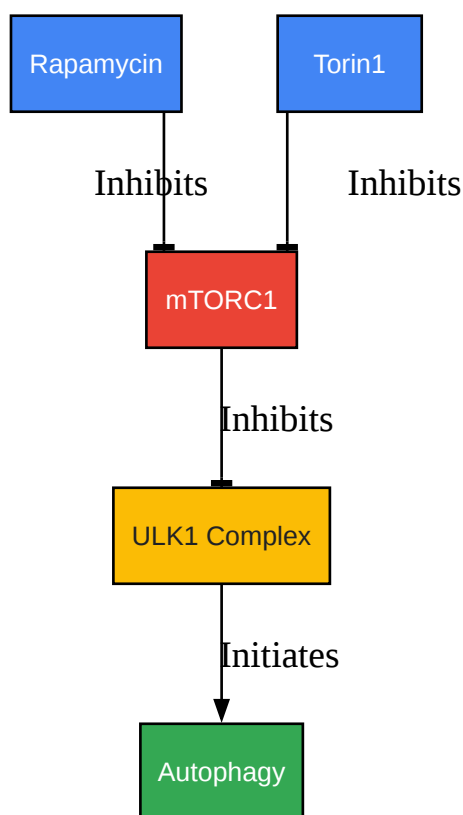 Rapamycin
Torin1
Inhibits
Inhibits
mTORC1
Inhibits
ULK1 Complex
Initiates
Autophagy